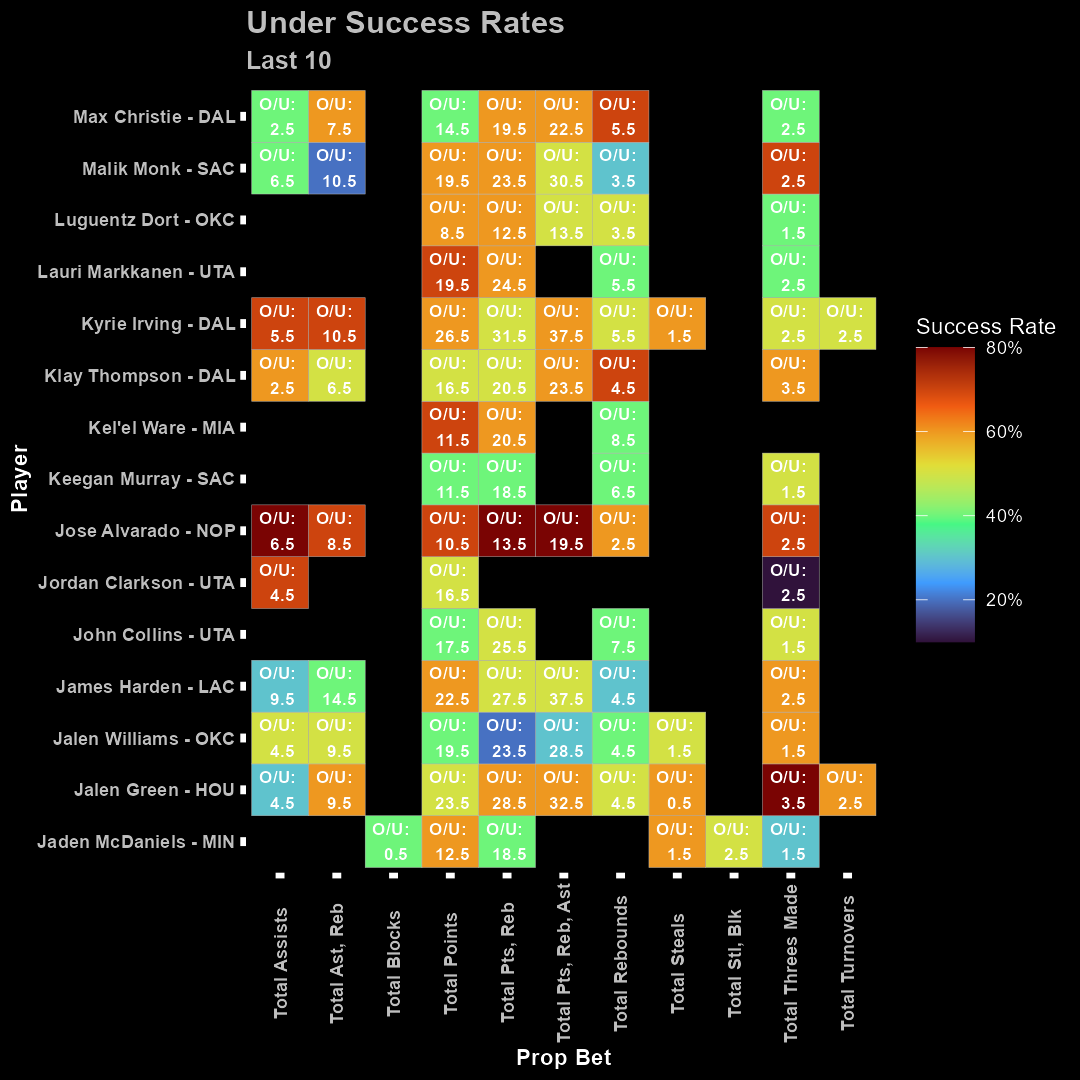 Under Success Rates
Last 10
Player
Max Christie - DAL
O/U: 2.5 O/U: 7.5 O/U: 14.5 O/U: 19.5 O/U: 22.5 O/U: 5.5 O/U: 2.5
Malik Monk - SAC
O/U: 6.5 O/U: 10.5 O/U: 19.5 O/U: 23.5 O/U: 30.5 O/U: 3.5 O/U: 2.5
Luguentz Dort - OKC
O/U: 8.5 O/U: 12.5 O/U: 13.5 O/U: 3.5 O/U: 1.5
Lauri Markkanen - UTA
O/U: 19.5 O/U: 24.5 O/U: 5.5 O/U: 2.5
Kyrie Irving - DAL
O/U: 5.5 O/U: 10.5 O/U: 26.5 O/U: 31.5 O/U: 37.5 O/U: 5.5 O/U: 1.5 O/U: 2.5 O/U: 2.5
Klay Thompson - DAL
O/U: 2.5 O/U: 6.5 O/U: 16.5 O/U: 20.5 O/U: 23.5 O/U: 4.5 O/U: 3.5
Kel'el Ware - MIA
O/U: 11.5 O/U: 20.5 O/U: 8.5
Keegan Murray - SAC
O/U: 11.5 O/U: 18.5 O/U: 6.5 O/U: 1.5
Jose Alvarado - NOP
O/U: 6.5 O/U: 8.5 O/U: 10.5 O/U: 13.5 O/U: 19.5 O/U: 2.5 O/U: 2.5
Jordan Clarkson - UTA
O/U: 4.5 O/U: 16.5 O/U: 2.5
John Collins - UTA
O/U: 17.5 O/U: 25.5 O/U: 7.5 O/U: 1.5
James Harden - LAC
O/U: 9.5 O/U: 14.5 O/U: 22.5 O/U: 27.5 O/U: 37.5 O/U: 4.5 O/U: 2.5
Jalen Williams - OKC
O/U: 4.5 O/U: 9.5 O/U: 19.5 O/U: 23.5 O/U: 28.5 O/U: 4.5 O/U: 1.5 O/U: 1.5
Jalen Green - HOU
O/U: 4.5 O/U: 9.5 O/U: 23.5 O/U: 28.5 O/U: 32.5 O/U: 4.5 O/U: 0.5 O/U: 3.5 O/U: 2.5
Jaden McDaniels - MIN
O/U: 0.5 O/U: 12.5 O/U: 18.5 O/U: 1.5 O/U: 2.5 O/U: 1.5
Total Assists
Total Ast, Reb
Total Blocks
Total Points
Total Pts, Reb
Total Pts, Reb, Ast
Total Rebounds
Total Steals
Total Stl, Blk
Total Threes Made
Total Turnovers
Prop Bet
Success Rate
80%
60%
40%
20%